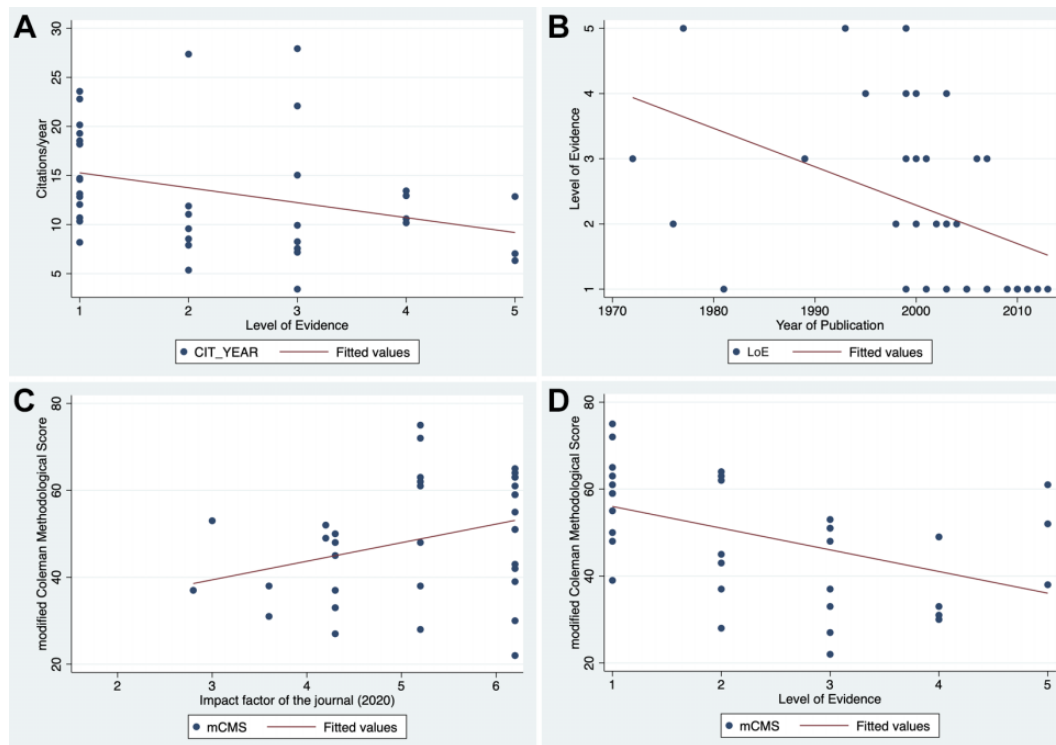 A
Citations/year
30
25
20
15
10
5
1 2 3 4 5
Level of Evidence
CIT_YEAR Fitted values
B
Level of Evidence
5
4
3
2
1
1970 1980 1990 2000 2010
Year of Publication
LoE Fitted values
C
modified Coleman Methodological Score
80
60
40
20
2 3 4 5 6
Impact factor of the journal (2020)
mCMS Fitted values
D
modified Coleman Methodological Score
80
60
40
20
1 2 3 4 5
Level of Evidence
mCMS Fitted values